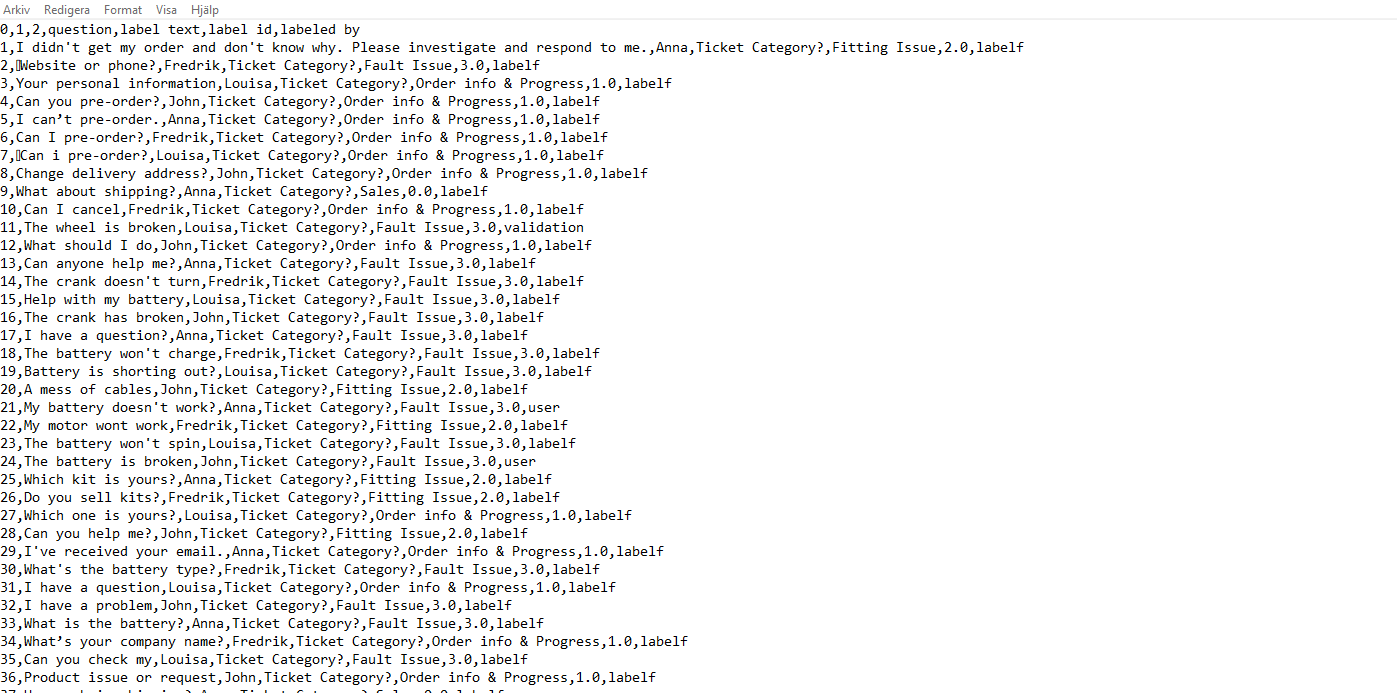 Arkiv Redigera Format Visa Hjälp
0,1,2,question,label text,label id,labeled by
1,I didn't get my order and don't know why. Please investigate and respond to me.,Anna,Ticket Category?,Fitting Issue,2.0,labelf
2,Website or phone?,Fredrik,Ticket Category?,Fault Issue,3.0,labelf
3,Your personal information,Louisa,Ticket Category?,Order info & Progress,1.0,labelf
4,Can you pre-order?,John,Ticket Category?,Order info & Progress,1.0,labelf
5,I can’t pre-order.,Anna,Ticket Category?,Order info & Progress,1.0,labelf
6,Can I pre-order?,Fredrik,Ticket Category?,Order info & Progress,1.0,labelf
7,Can i pre-order?,Louisa,Ticket Category?,Order info & Progress,1.0,labelf
8,Change delivery address?,John,Ticket Category?,Order info & Progress,1.0,labelf
9,What about shipping?,Anna,Ticket Category?,Sales,0.0,labelf
10,Can I cancel,Fredrik,Ticket Category?,Order info & Progress,1.0,labelf
11,The wheel is broken,Louisa,Ticket Category?,Fault Issue,3.0,validation
12,What should I do,John,Ticket Category?,Order info & Progress,1.0,labelf
13,Can anyone help me?,Anna,Ticket Category?,Fault Issue,3.0,labelf
14,The crank doesn't turn,Fredrik,Ticket Category?,Fault Issue,3.0,labelf
15,Help with my battery,Louisa,Ticket Category?,Fault Issue,3.0,labelf
16,The crank has broken,John,Ticket Category?,Fault Issue,3.0,labelf
17,I have a question?,Anna,Ticket Category?,Fault Issue,3.0,labelf
18,The battery won't charge,Fredrik,Ticket Category?,Fault Issue,3.0,labelf
19,Battery is shorting out?,Louisa,Ticket Category?,Fault Issue,3.0,labelf
20,A mess of cables,John,Ticket Category?,Fitting Issue,2.0,labelf
21,My battery doesn't work?,Anna,Ticket Category?,Fault Issue,3.0,user
22,My motor wont work,Fredrik,Ticket Category?,Fitting Issue,2.0,labelf
23,The battery won't spin,Louisa,Ticket Category?,Fault Issue,3.0,labelf
24,The battery is broken,John,Ticket Category?,Fault Issue,3.0,user
25,Which kit is yours?,Anna,Ticket Category?,Fitting Issue,2.0,labelf
26,Do you sell kits?,Fredrik,Ticket Category?,Fitting Issue,2.0,labelf
27,Which one is yours?,Louisa,Ticket Category?,Order info & Progress,1.0,labelf
28,Can you help me?,John,Ticket Category?,Fitting Issue,2.0,labelf
29,I've received your email.,Anna,Ticket Category?,Order info & Progress,1.0,labelf
30,What's the battery type?,Fredrik,Ticket Category?,Fault Issue,3.0,labelf
31,I have a question,Louisa,Ticket Category?,Order info & Progress,1.0,labelf
32,I have a problem,John,Ticket Category?,Fault Issue,3.0,labelf
33,What is the battery?,Anna,Ticket Category?,Fault Issue,3.0,labelf
34,What’s your company name?,Fredrik,Ticket Category?,Order info & Progress,1.0,labelf
35,Can you check my,Louisa,Ticket Category?,Fault Issue,3.0,labelf
36,Product issue or request,John,Ticket Category?,Order info & Progress,1.0,labelf